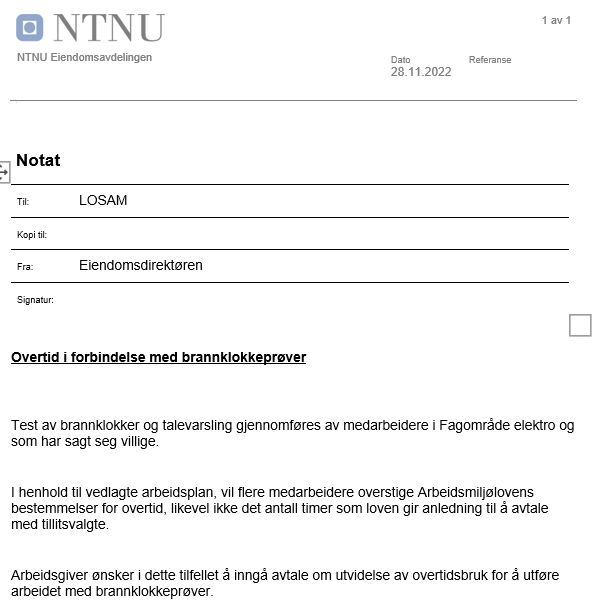 NTNU
1 av 1
NTNU Eiendomsavdelingen
Dato
Referanse
28.11.2022
Notat
Til: LOSAM
Kopi til:
Fra: Eiendomsdirektøren
Signatur:
Overtid i forbindelse med brannklokkeprøver
Test av brannklokker og talevarsling gjennomføres av medarbeidere i Fagområde elektro og
som har sagt seg villige.
I henhold til vedlagte arbeidsplan, vil flere medarbeidere overstige Arbeidsmiljølovens
bestemmelser for overtid, likevel ikke det antall timer som loven gir anledning til å avtale
med tillitsvalgte.
Arbeidsgiver ønsker i dette tilfellet å inngå avtale om utvidelse av overtidsbruk for å utføre
arbeidet med brannklokkeprøver.